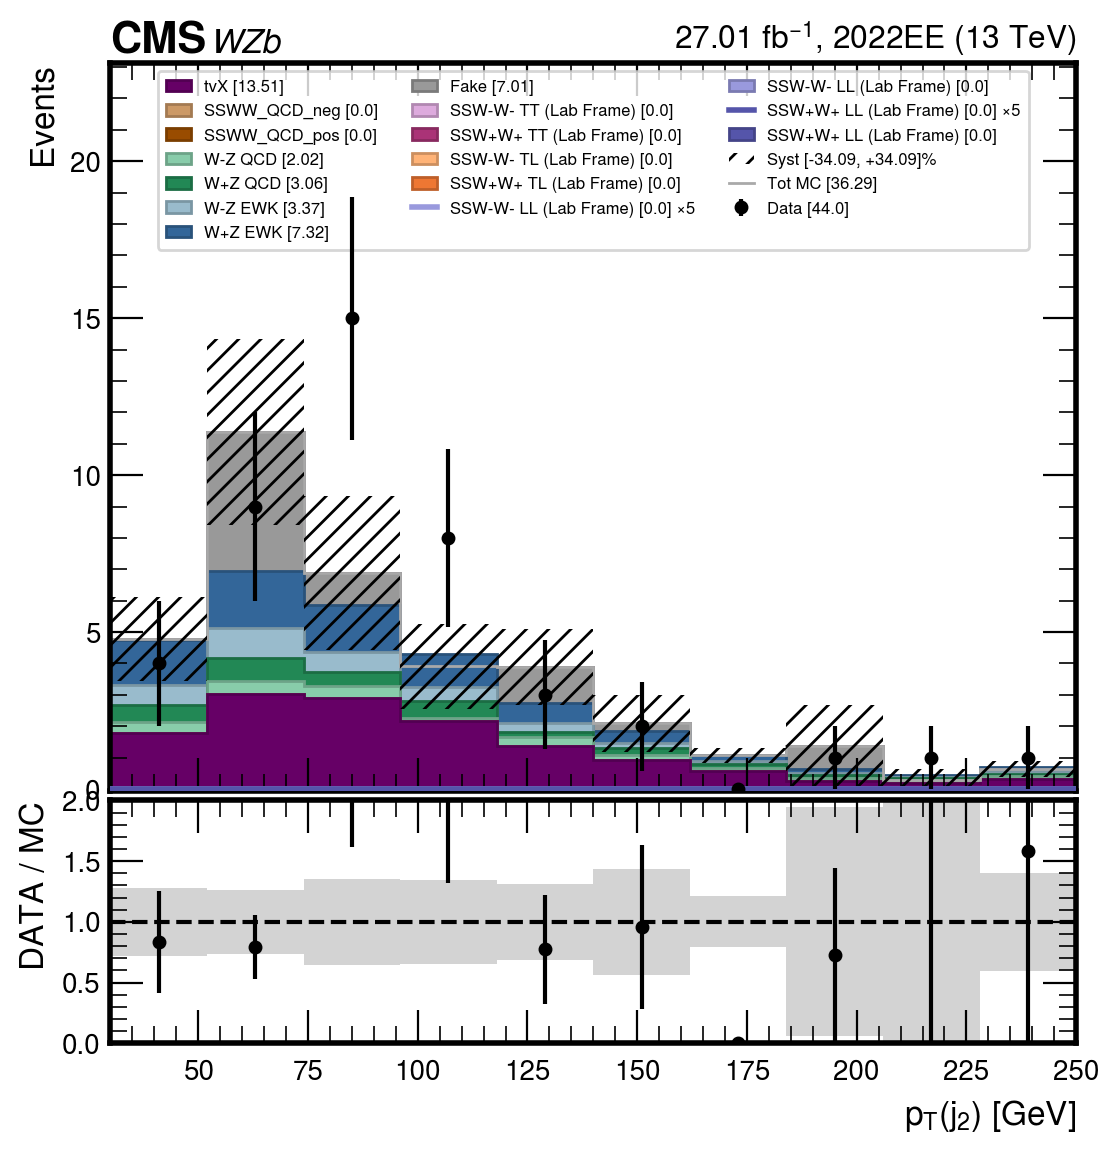 CMS WZb
27.01 fb⁻¹, 2022EE (13 TeV)
Events
tvX [13.51]
SSWW_QCD_neg [0.0]
SSWW_QCD_pos [0.0]
W-Z QCD [2.02]
W+Z QCD [3.06]
W-Z EWK [3.37]
W+Z EWK [7.32]
Fake [7.01]
SSW-W- TT (Lab Frame) [0.0]
SSW+W+ TT (Lab Frame) [0.0]
SSW-W- TL (Lab Frame) [0.0]
SSW+W+ TL (Lab Frame) [0.0]
SSW-W- LL (Lab Frame) [0.0] ×5
SSW-W- LL (Lab Frame) [0.0]
SSW+W+ LL (Lab Frame) [0.0] ×5
SSW+W+ LL (Lab Frame) [0.0]
Syst [-34.09, +34.09]%
Tot MC [36.29]
Data [44.0]
20
15
10
5
0
DATA / MC
2.0
1.5
1.0
0.5
0.0
50 75 100 125 150 175 200 225 250
p_T(j_2) [GeV]